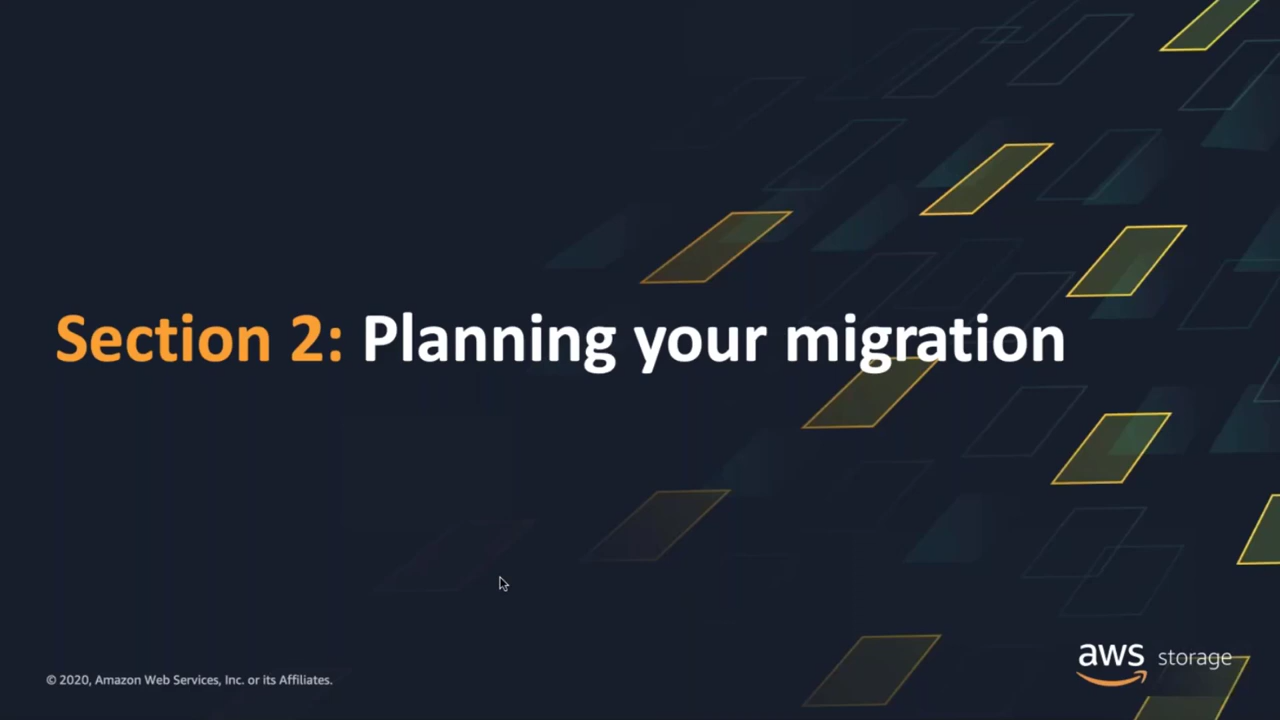 Section 2: Planning your migration
© 2020, Amazon Web Services, Inc. or its Affiliates.
aws storage